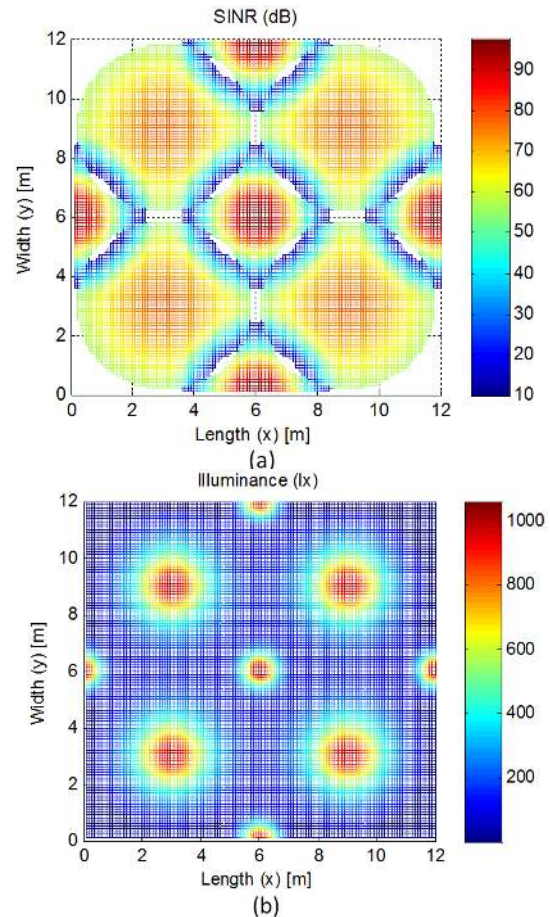 SINR (dB)
12
10
8
6
4
2
0
Width (y) [m]
0 2 4 6 8 10 12
Length (x) [m]
90
80
70
60
50
40
30
20
10
(a)
Illuminance (lx)
12
10
8
6
4
2
0
Width (y) [m]
0 2 4 6 8 10 12
Length (x) [m]
1000
800
600
400
200
(b)